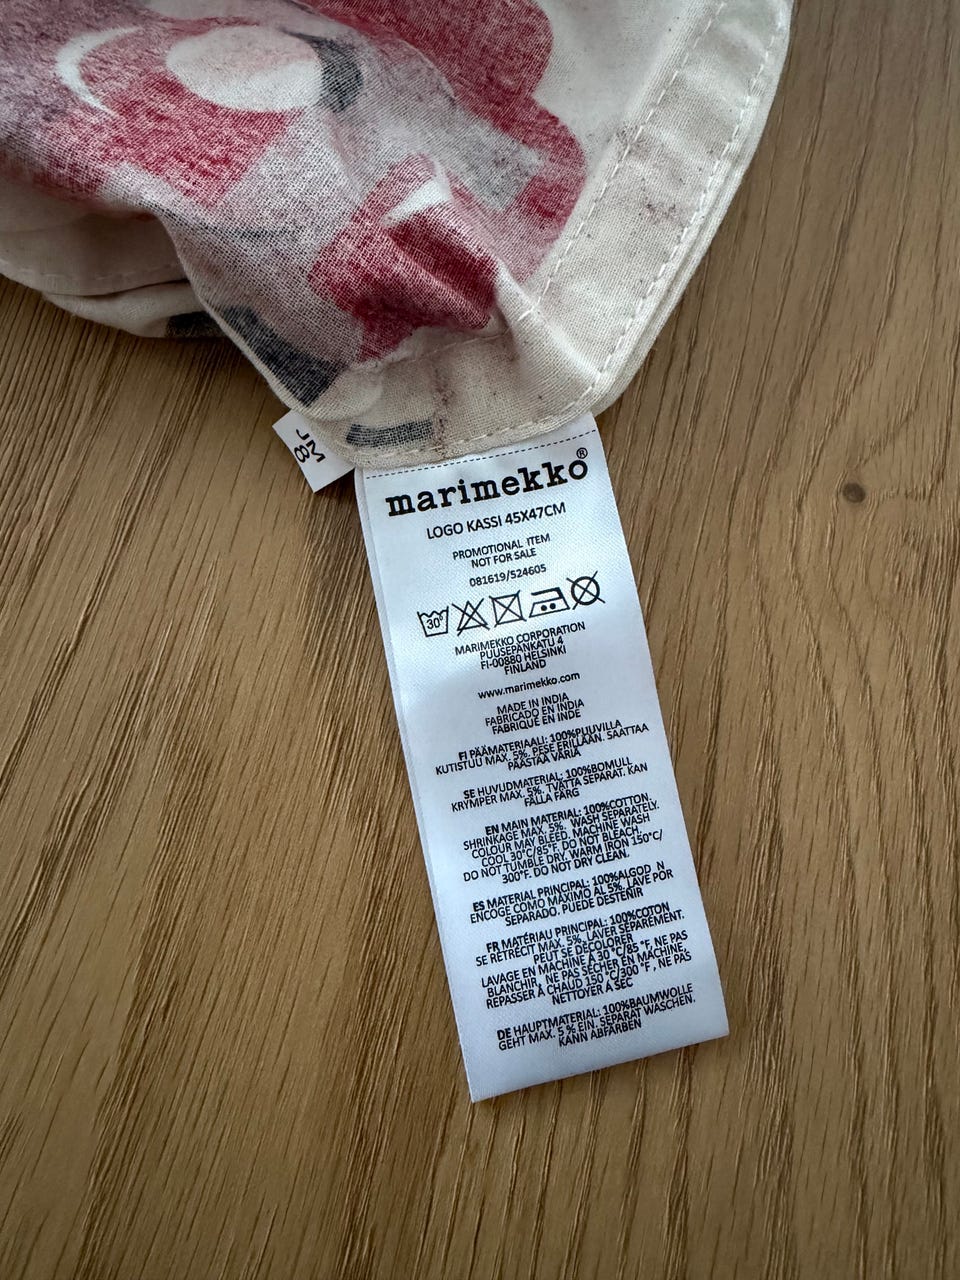 marimekko®
LOGO KASSI 45X47CM
PROMOTIONAL ITEM
NOT FOR SALE
081619/524605
30°
MARIMEKKO CORPORATION
PUUSEPÄNKATU 4
FI-00880 HELSINKI
FINLAND
www.marimekko.com
MADE IN INDIA
FABRICADO EN INDIA
FABRIQUÉ EN INDE
FI PÄÄMATERIAALI: 100%PUUVILLA
KUTISTUU MAX. 5%. PESE ERILLÄÄN. SAATTAA
PÄÄSTÄÄ VÄRIÄ
SE HUVUDMATERIAL: 100%BOMULL
KRYMPER MAX. 5%. TVÄTTA SEPARAT. KAN
FÄLLA FÄRG
EN MAIN MATERIAL: 100%COTTON.
SHRINKAGE MAX. 5%. WASH SEPARATELY.
COLOUR MAY BLEED. MACHINE WASH
COOL 30°C/85°F. DO NOT BLEACH.
DO NOT TUMBLE DRY. WARM IRON 150°C/
300°F. DO NOT DRY CLEAN.
ES MATERIAL PRINCIPAL: 100%ALGOD N
ENCOGE COMO MÁXIMO AL 5%. LAVE POR
SEPARADO. PUEDE DESTEÑIR
FR MATÉRIAU PRINCIPAL: 100%COTON
SE RÉTRÉCIT MAX. 5%. LAVER SÉPARÉMENT.
PEUT SE DÉCOLORER
LAVAGE EN MACHINE À 30 °C/85 °F, NE PAS
BLANCHIR, NE PAS SÉCHER EN MACHINE,
REPASSER À CHAUD 150 °C/300 °F, NE PAS
NETTOYER À SEC
DE HAUPTMATERIAL: 100%BAUMWOLLE
GEHT MAX. 5 % EIN. SEPARAT WASCHEN.
KANN ABFÄRBEN